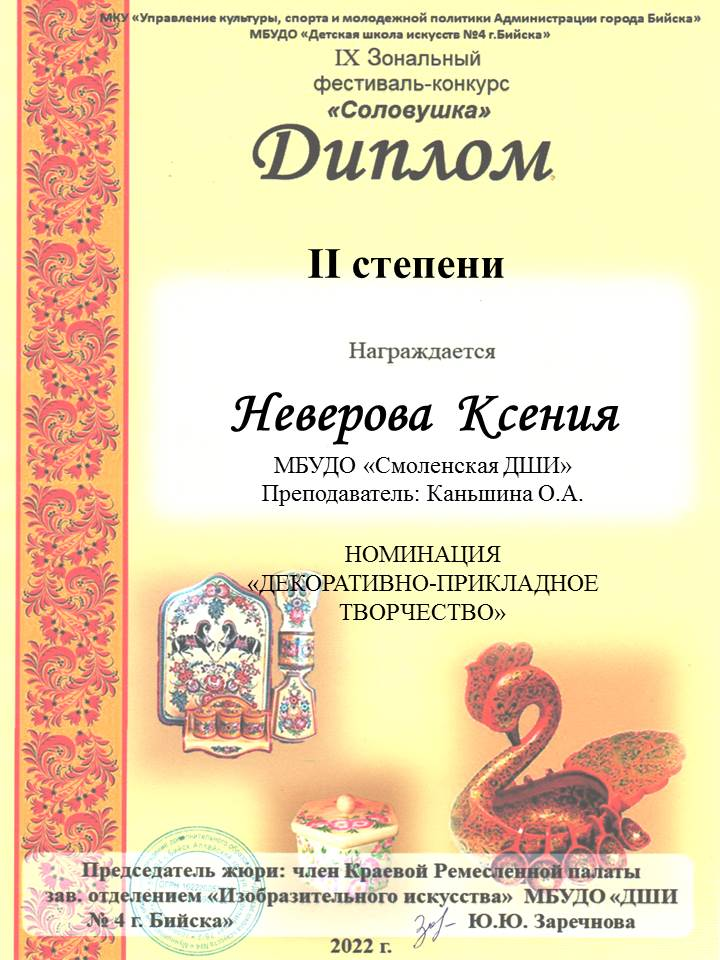 МКУ «Управление культуры, спорта и молодежной политики Администрации города Бийска»
МБУДО «Детская школа искусств №4 г.Бийска»
IX Зональный
фестиваль-конкурс
«Соловушка»
Диплом
II степени
Награждается
Неверова Ксения
МБУДО «Смоленская ДШИ»
Преподаватель: Каньшина О.А.
НОМИНАЦИЯ
«ДЕКОРАТИВНО-ПРИКЛАДНОЕ
ТВОРЧЕСТВО»
Председатель жюри: член Краевой Ремесленной палаты
зав. отделением «Изобразительного искусства» МБУДО «ДШИ
№ 4 г. Бийска» Ю.Ю. Заречнова
2022 г.